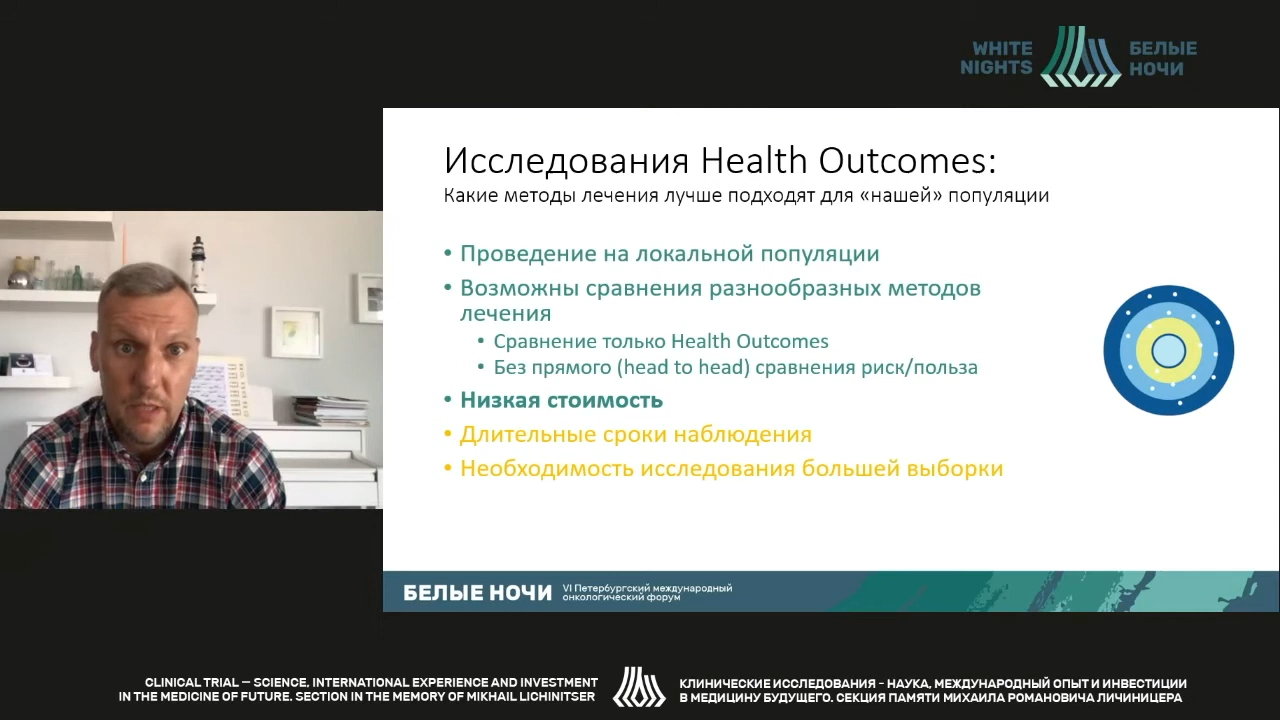 WHITE
NIGHTS
БЕЛЫЕ
НОЧИ
Исследования Health Outcomes:
Какие методы лечения лучше подходят для «нашей» популяции
• Проведение на локальной популяции
• Возможны сравнения разнообразных методов
лечения
• Сравнение только Health Outcomes
• Без прямого (head to head) сравнения риск/польза
• Низкая стоимость
• Длительные сроки наблюдения
• Необходимость исследования большей выборки
БЕЛЫЕ НОЧИ
VI Петербургский международный
онкологический форум
CLINICAL TRIAL – SCIENCE, INTERNATIONAL EXPERIENCE AND INVESTMENT
IN THE MEDICINE OF FUTURE. SECTION IN THE MEMORY OF MIKHAIL LICHINITSER
КЛИНИЧЕСКИЕ ИССЛЕДОВАНИЯ - НАУКА, МЕЖДУНАРОДНЫЙ ОПЫТ И ИНВЕСТИЦИИ
В МЕДИЦИНУ БУДУЩЕГО. СЕКЦИЯ ПАМЯТИ МИХАИЛА РОМАНОВИЧА ЛИЧИНИЦЕРА